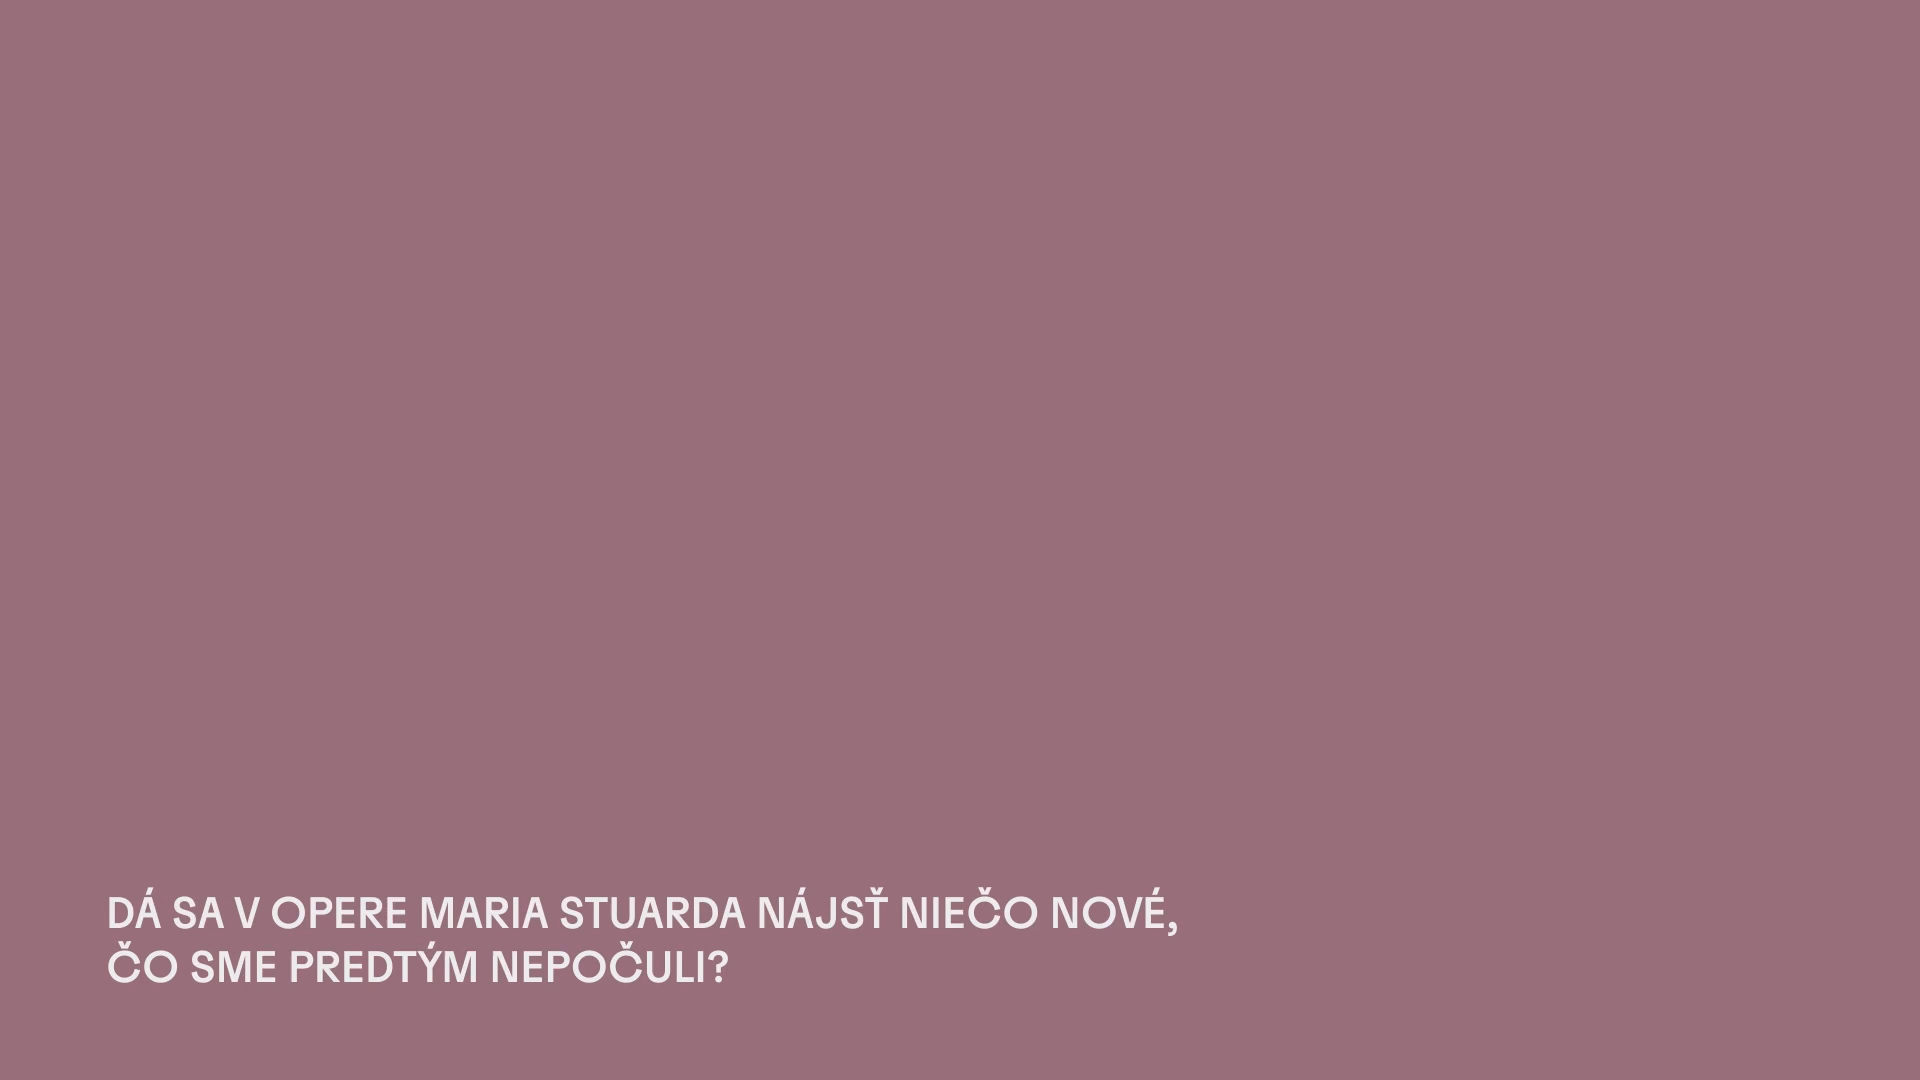 DÁ SA V OPERE MARIA STUARDA NÁJSŤ NIEČO NOVÉ,
ČO SME PREDTÝM NEPOČULI?